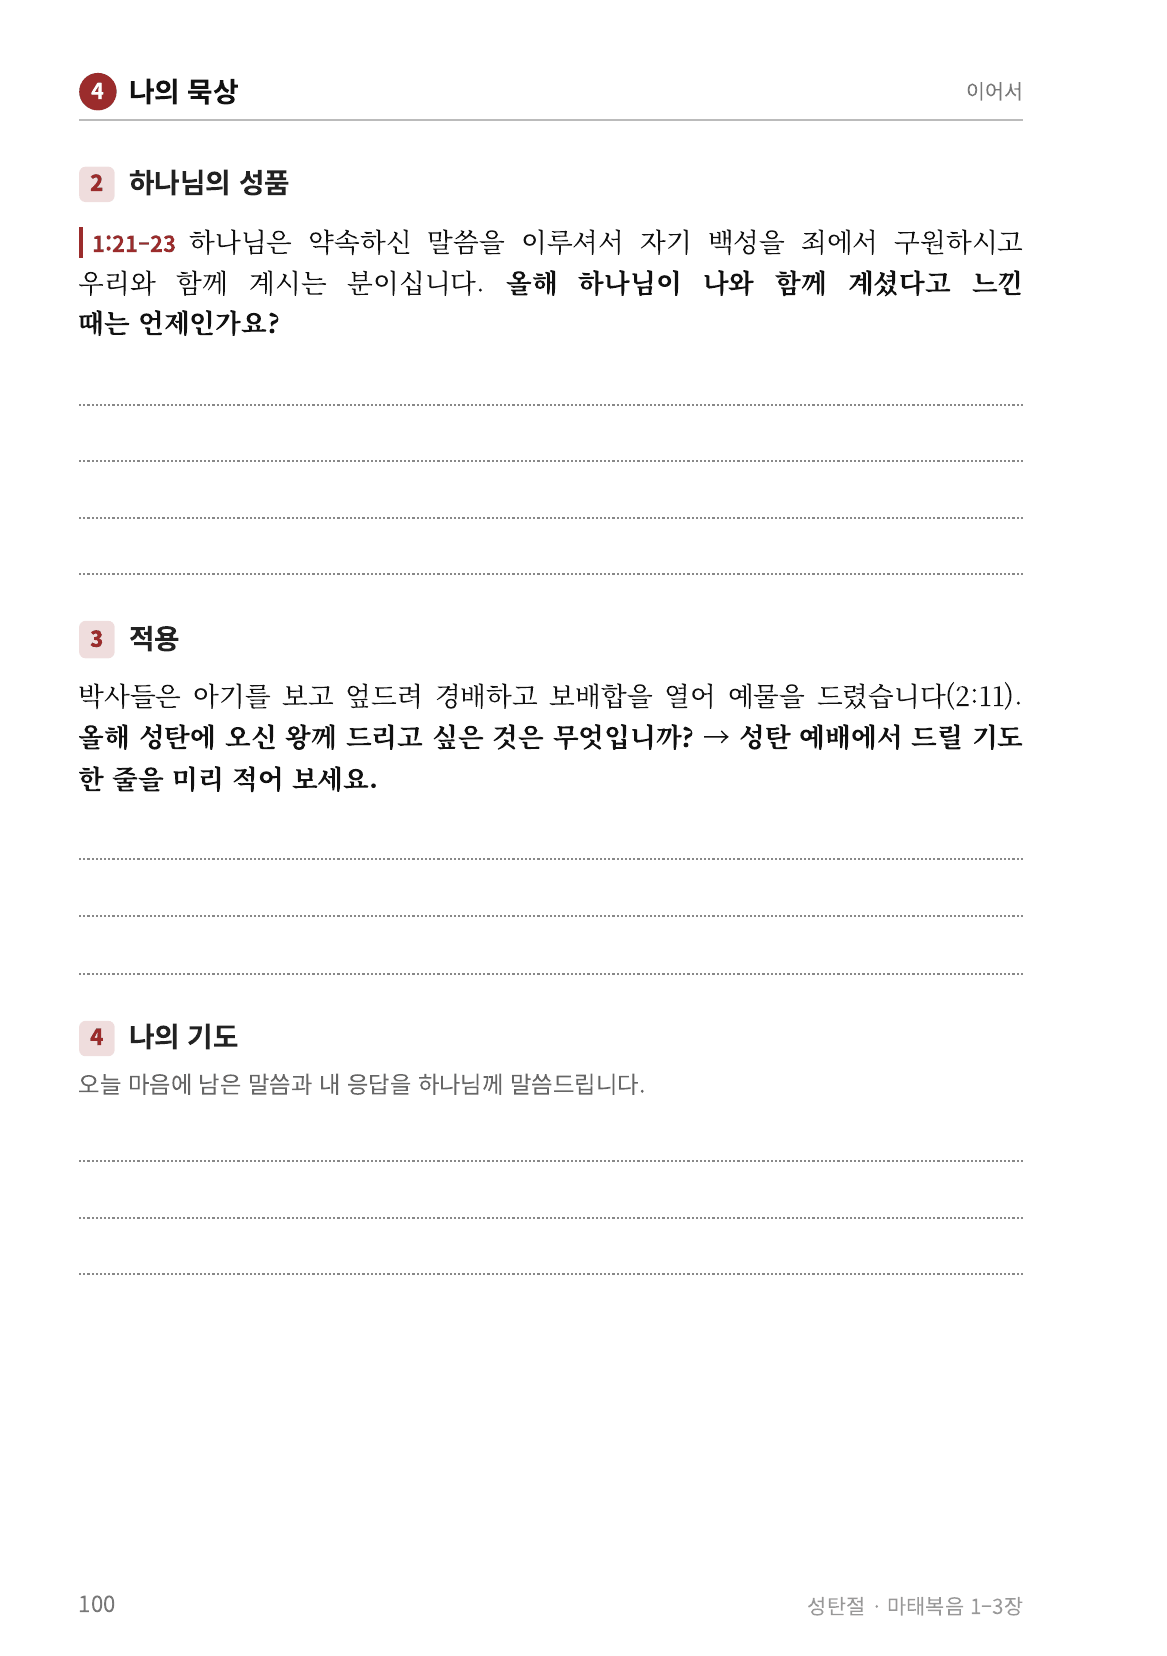 4 나의 묵상 이어서
2 하나님의 성품
1:21–23 하나님은 약속하신 말씀을 이루셔서 자기 백성을 죄에서 구원하시고
우리와 함께 계시는 분이십니다. 올해 하나님이 나와 함께 계셨다고 느낀
때는 언제인가요?
3 적용
박사들은 아기를 보고 엎드려 경배하고 보배합을 열어 예물을 드렸습니다(2:11).
올해 성탄에 오신 왕께 드리고 싶은 것은 무엇입니까? → 성탄 예배에서 드릴 기도
한 줄을 미리 적어 보세요.
4 나의 기도
오늘 마음에 남은 말씀과 내 응답을 하나님께 말씀드립니다.
100 성탄절 · 마태복음 1–3장